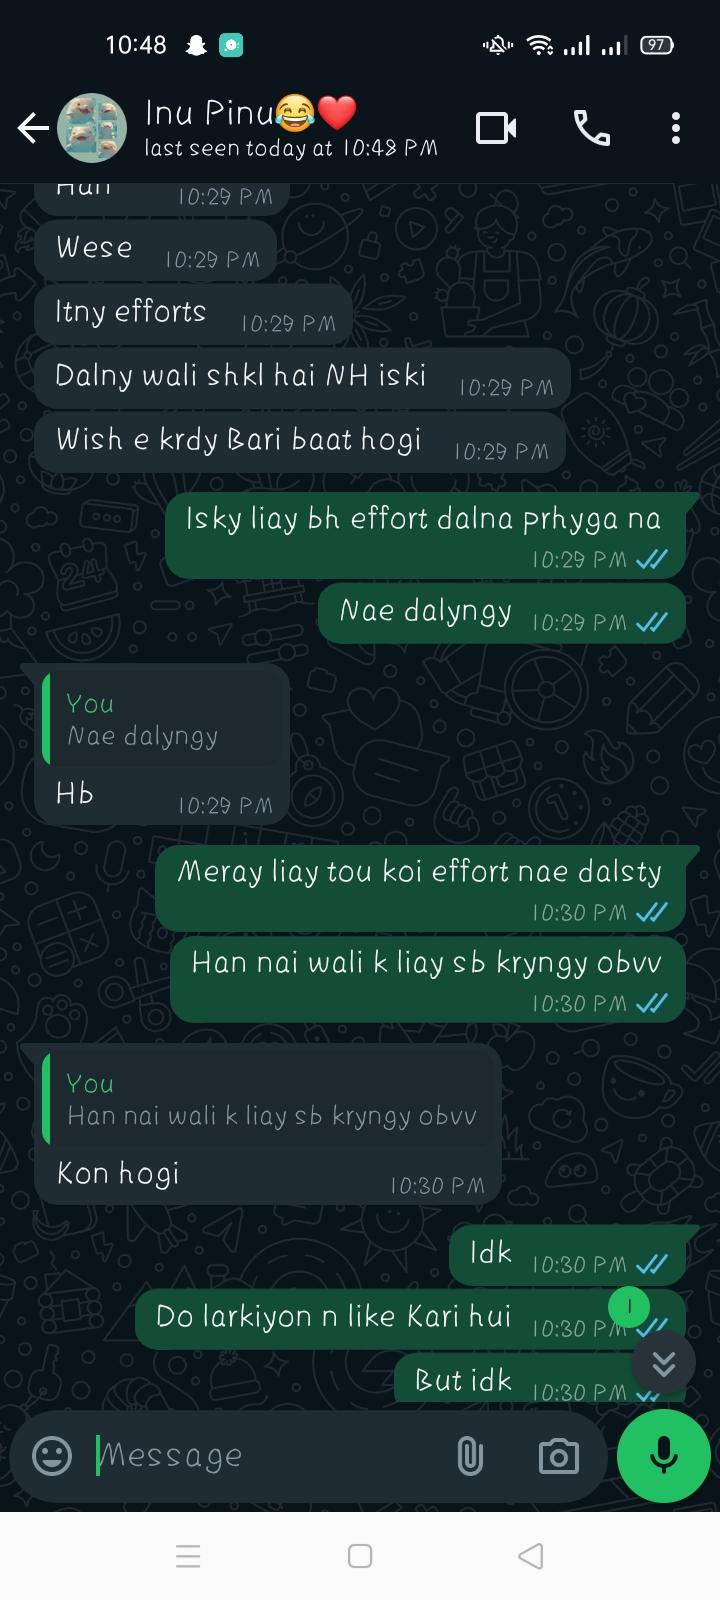 10:48
97
Inu Pinu😂❤️
last seen today at 10:48 PM
Han 10:29 PM
Wese 10:29 PM
Itny efforts 10:29 PM
Dalny wali shkl hai NH iski 10:29 PM
Wish e krdy Bari baat hogi 10:29 PM
Isky liay bh effort dalna prhyga na
10:29 PM
Nae dalyngy 10:29 PM
You
Nae dalyngy
Hb 10:29 PM
Meray liay tou koi effort nae dalsty
10:30 PM
Han nai wali k liay sb kryngy obvv
10:30 PM
You
Han nai wali k liay sb kryngy obvv
Kon hogi 10:30 PM
Idk 10:30 PM
Do larkiyon n like Kari hui 10:30 PM
1
But idk 10:30 PM
Message